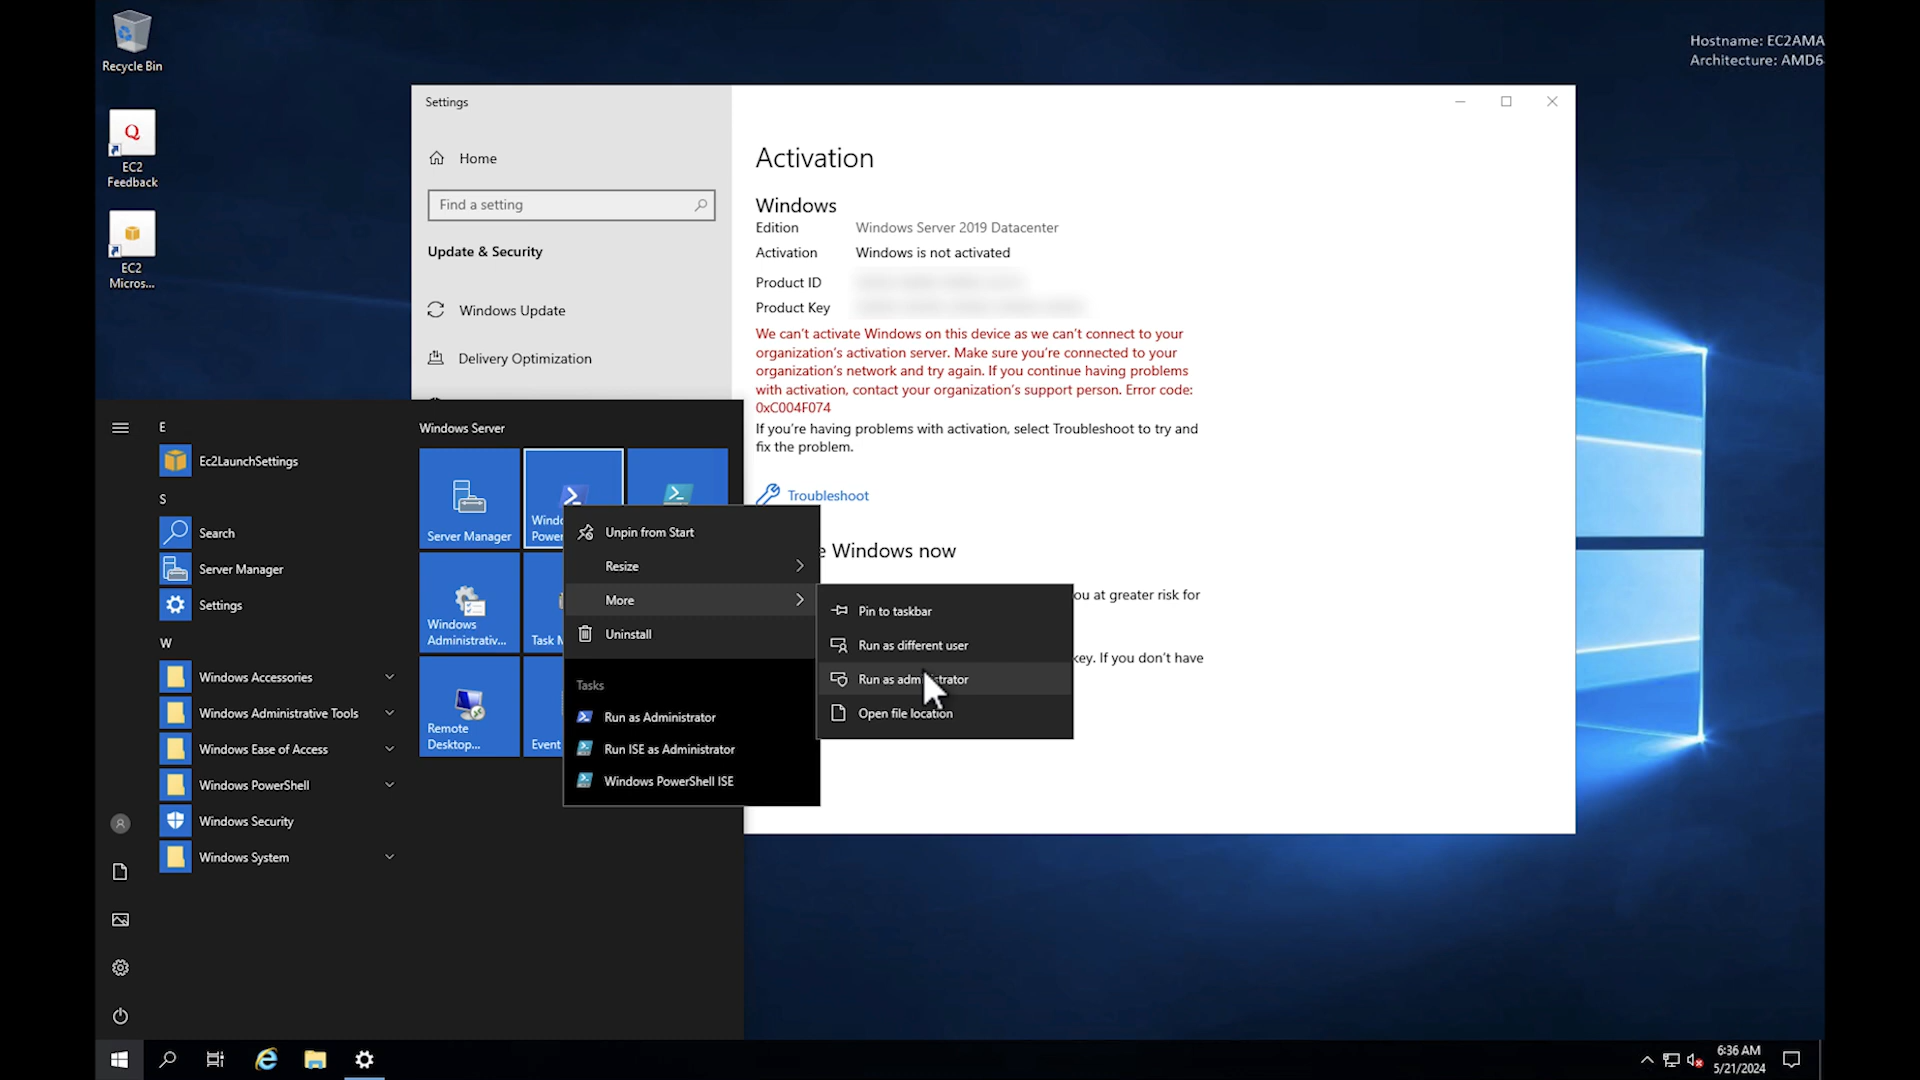 Recycle Bin
EC2
Feedback
EC2
Micros...
Hostname: EC2AMA
Architecture: AMD6
Settings
Home
Find a setting
Update & Security
Windows Update
Delivery Optimization
Activation
Windows
Edition Windows Server 2019 Datacenter
Activation Windows is not activated
Product ID
Product Key
We can't activate Windows on this device as we can't connect to your
organization's activation server. Make sure you're connected to your
organization's network and try again. If you continue having problems
with activation, contact your organization's support person. Error code:
0xC004F074
If you're having problems with activation, select Troubleshoot to try and
fix the problem.
Troubleshoot
Windows now
ou at greater risk for
key. If you don't have
E
Ec2LaunchSettings
S
Search
Server Manager
Settings
W
Windows Accessories
Windows Administrative Tools
Windows Ease of Access
Windows PowerShell
Windows Security
Windows System
Windows Server
Server Manager
Windo
Power
Windows
Administrativ...
Task M
Remote
Desktop...
Event
Unpin from Start
Resize
More
Uninstall
Tasks
Run as Administrator
Run ISE as Administrator
Windows PowerShell ISE
Pin to taskbar
Run as different user
Run as administrator
Open file location
6:36 AM
5/21/2024